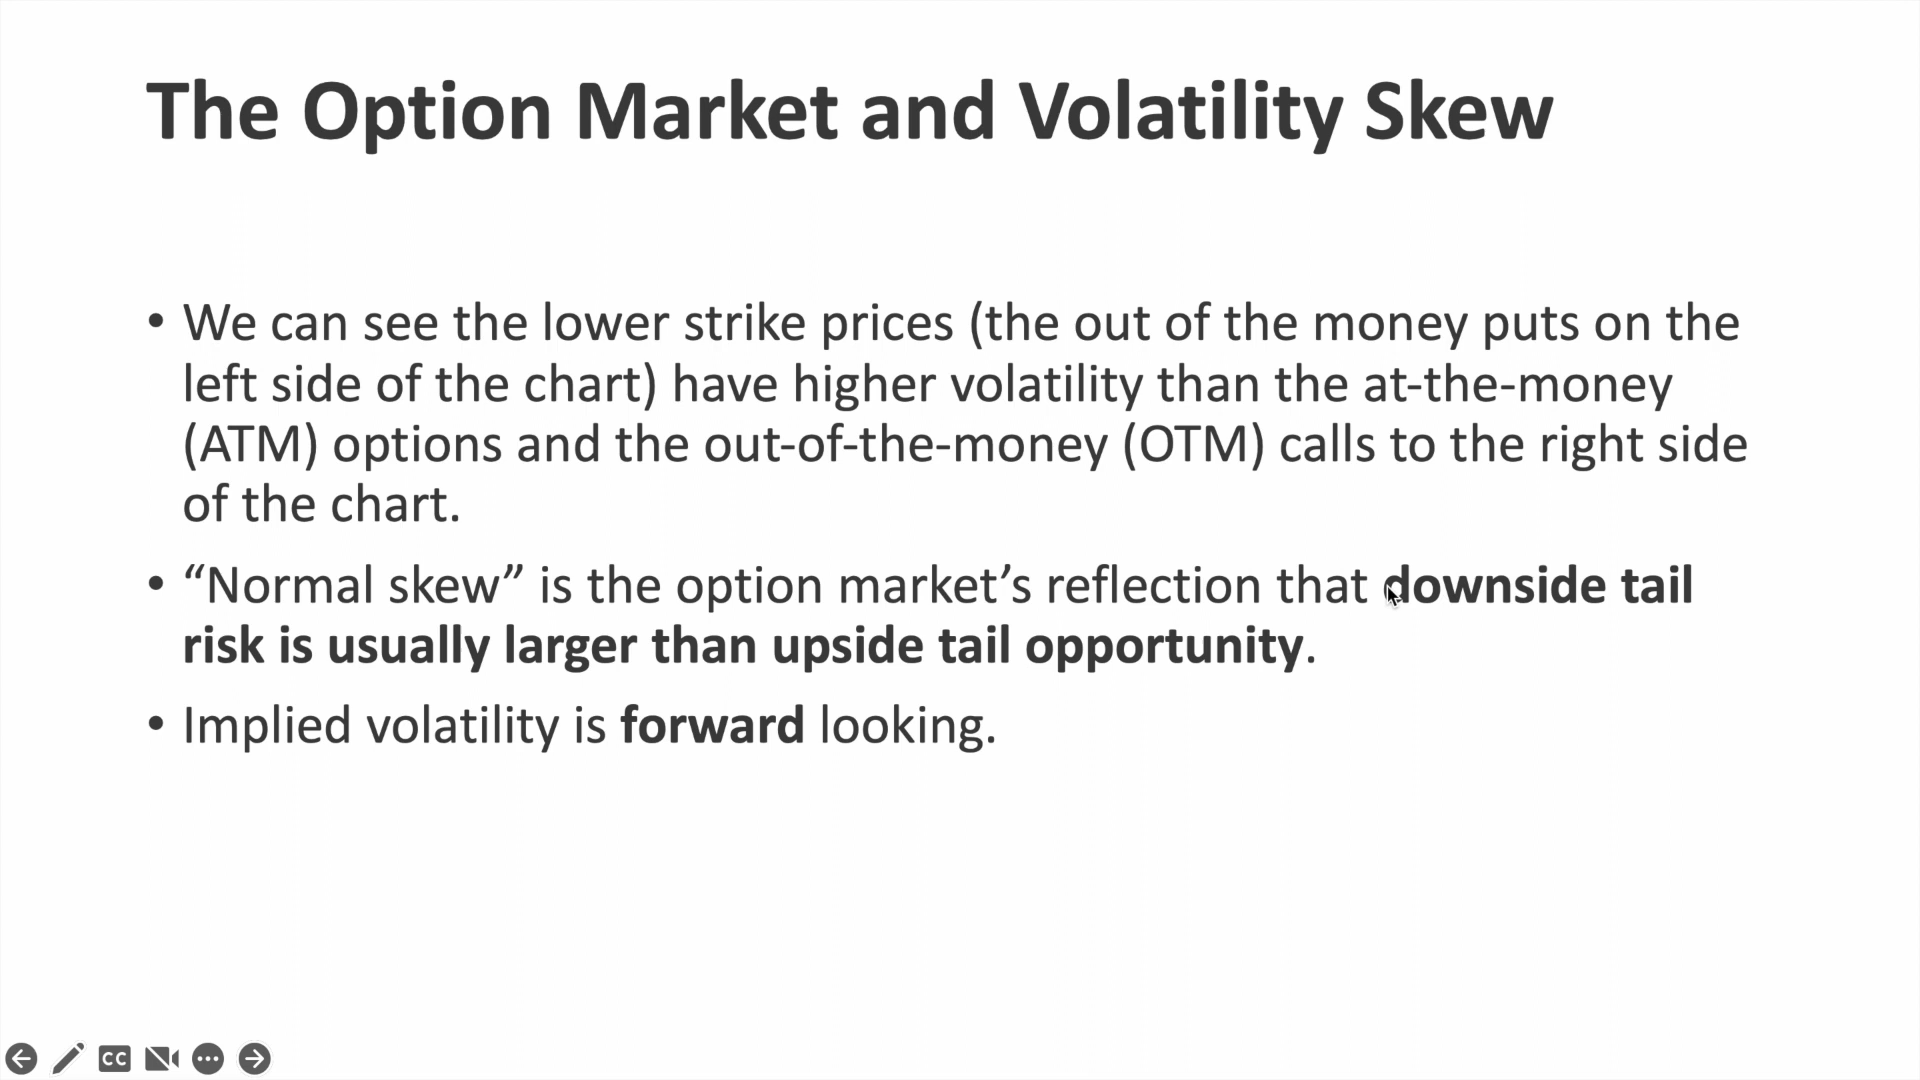 The Option Market and Volatility Skew
• We can see the lower strike prices (the out of the money puts on the
left side of the chart) have higher volatility than the at-the-money
(ATM) options and the out-of-the-money (OTM) calls to the right side
of the chart.
• “Normal skew” is the option market’s reflection that downside tail
risk is usually larger than upside tail opportunity.
• Implied volatility is forward looking.
CC